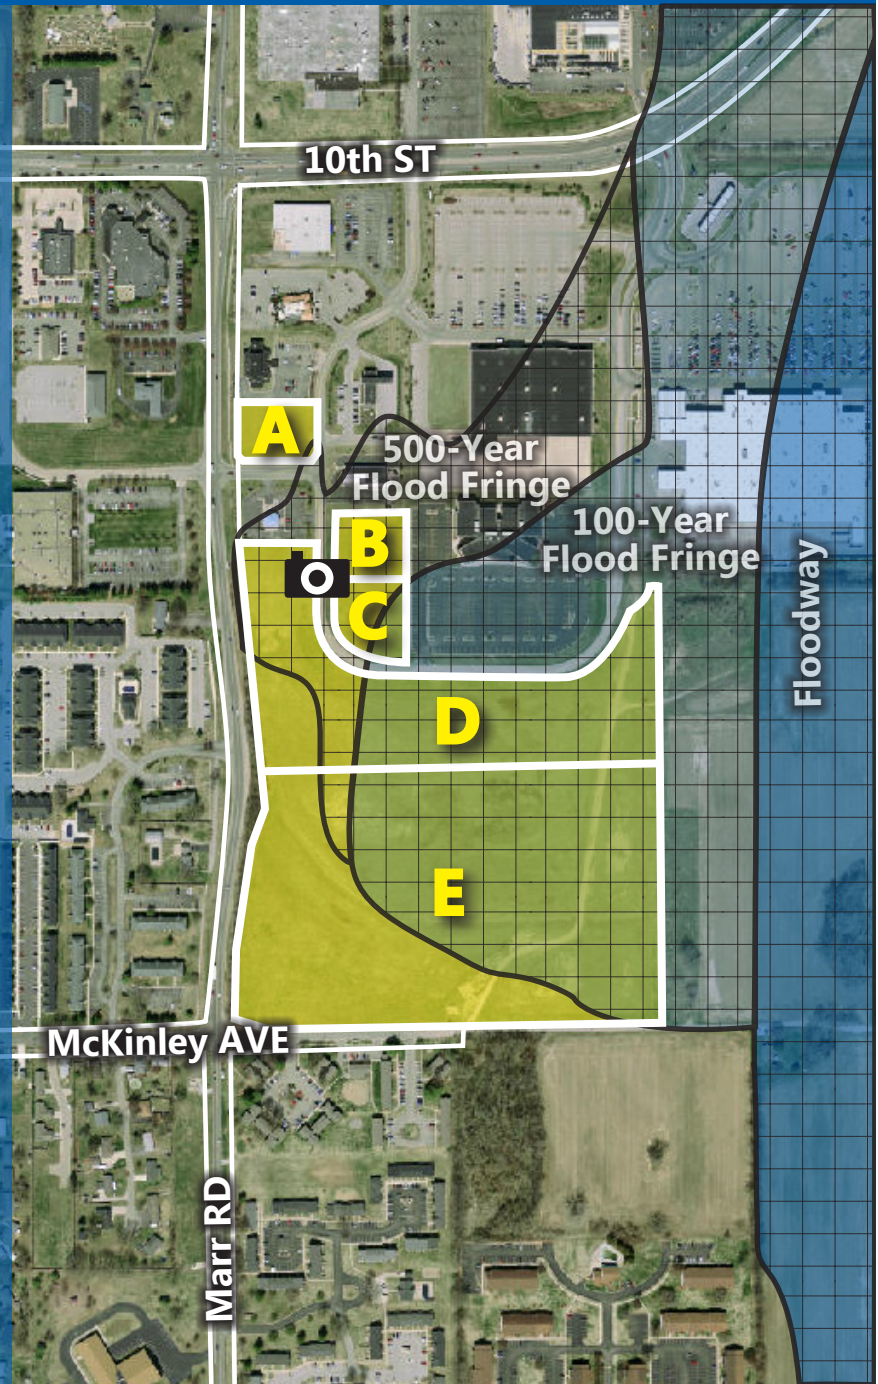 10th ST
A
500-Year
Flood Fringe
100-Year
Flood Fringe
B
C
Floodway
D
E
McKinley AVE
Marr RD